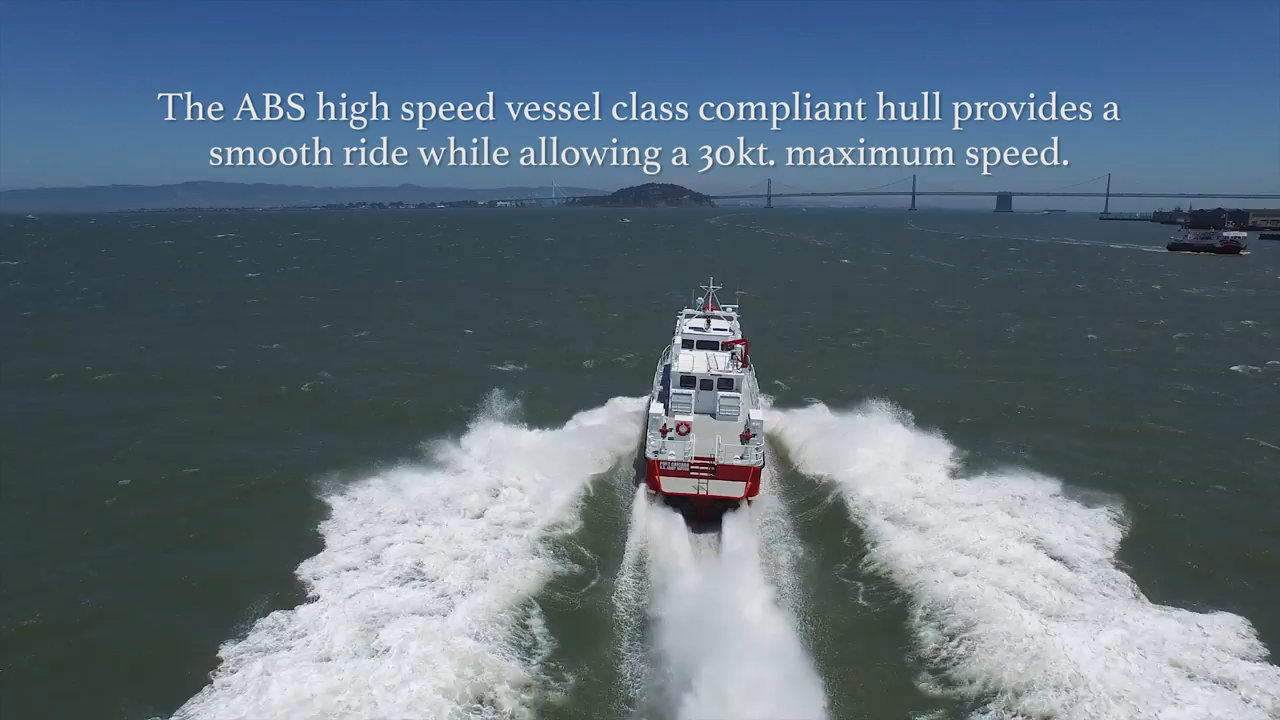 The ABS high speed vessel class compliant hull provides a
smooth ride while allowing a 30kt. maximum speed.